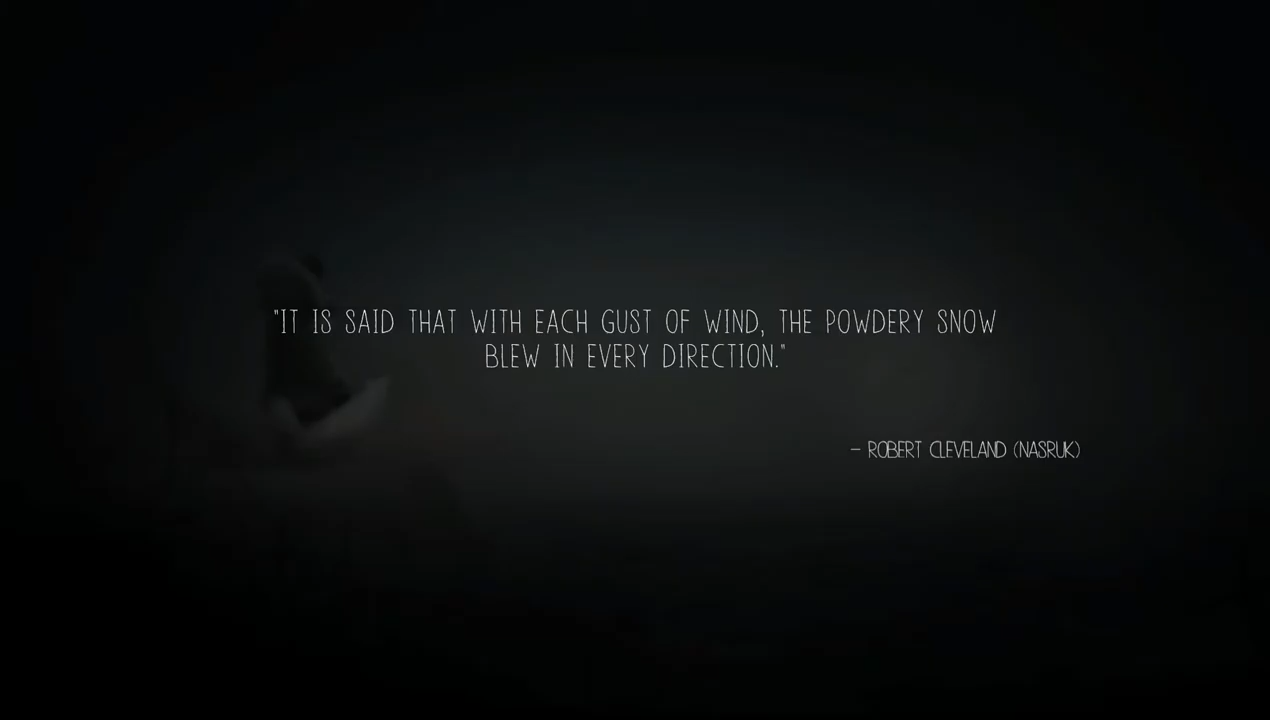 "IT IS SAID THAT WITH EACH GUST OF WIND, THE POWDERY SNOW
BLEW IN EVERY DIRECTION."
– ROBERT CLEVELAND (NASRUK)